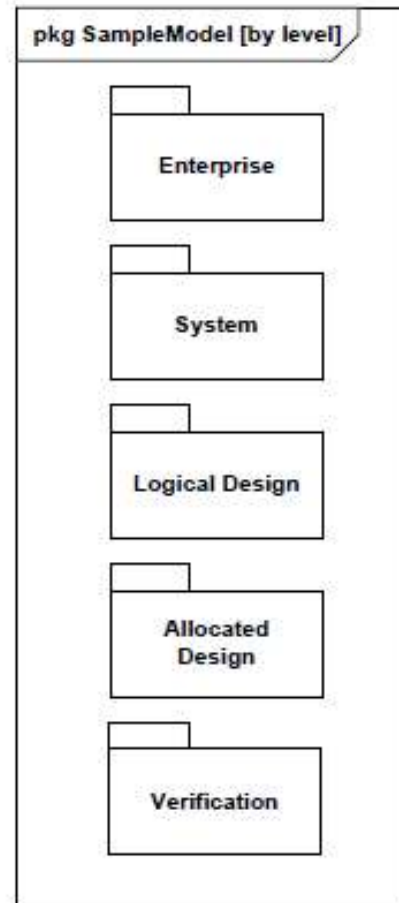 pkg SampleModel [by level]
Enterprise
System
Logical Design
Allocated
Design
Verification